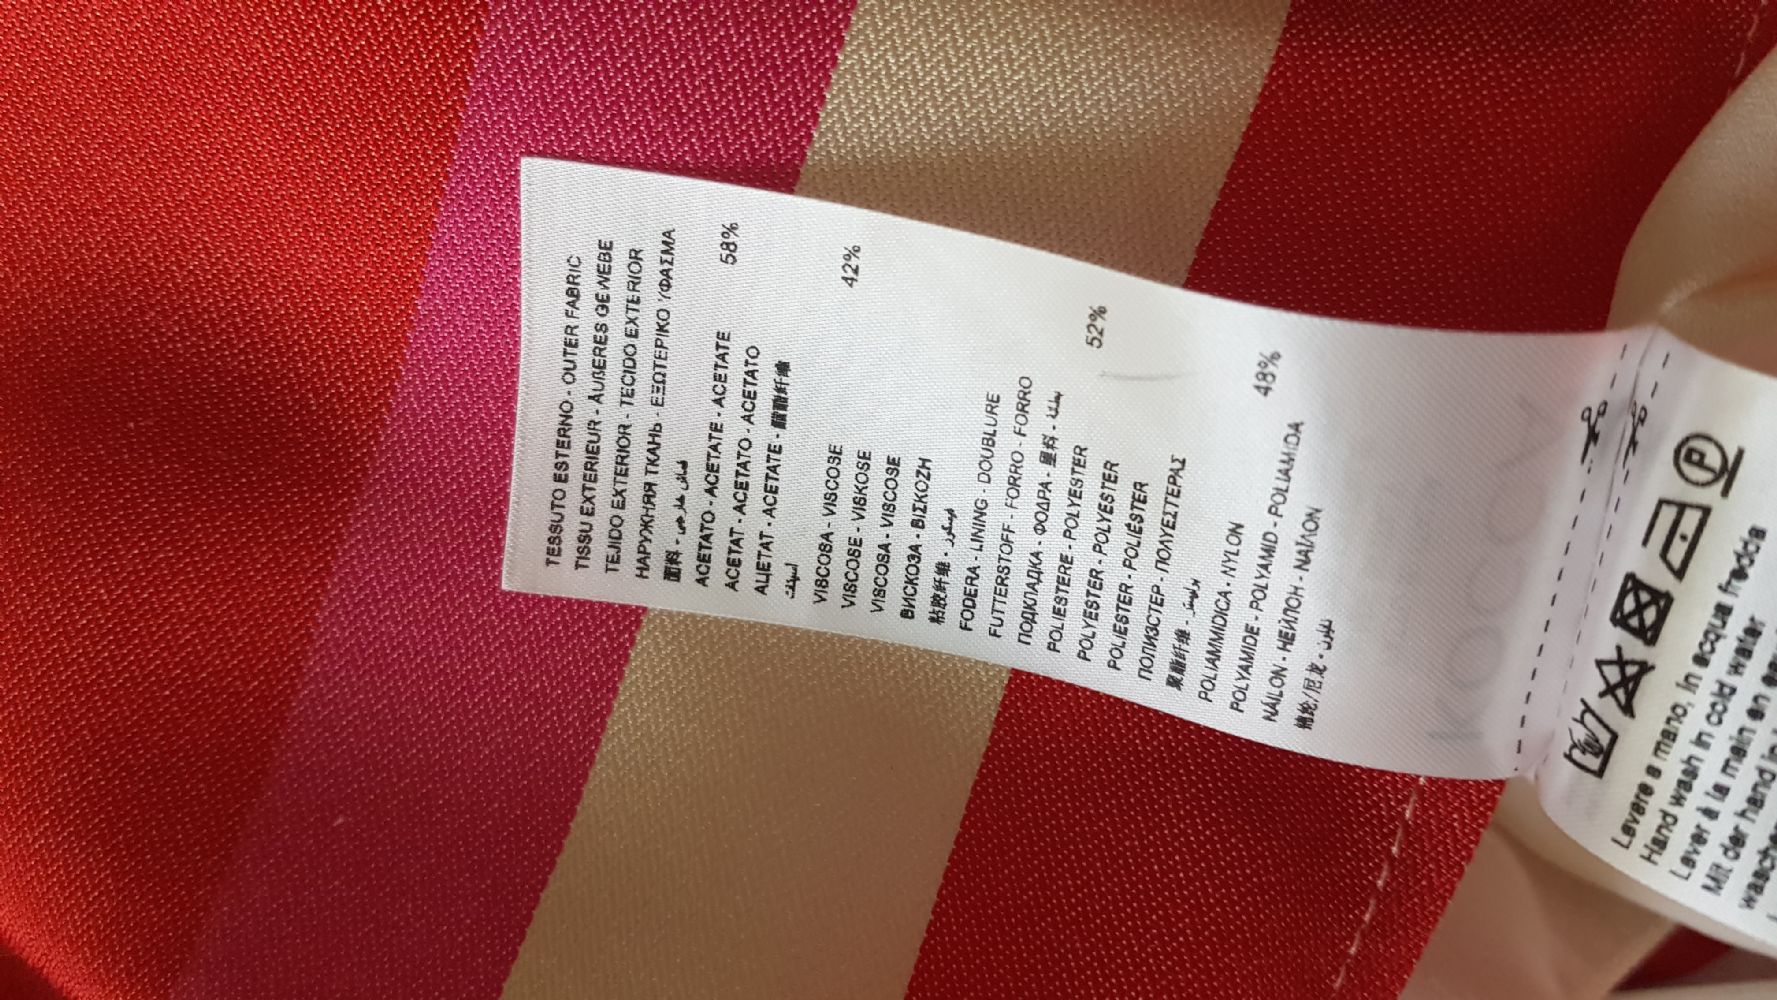 TESSUTO ESTERNO - OUTER FABRIC
TISSU EXTERIEUR - ÄUßERES GEWEBE
TEJIDO EXTERIOR - TECIDO EXTERIOR
НАРУЖНЯЯ ТКАНЬ - ΕΞΩΤΕΡΙΚΟ ΎΦΑΣΜΑ
面料 - قماش خارجي
ACETATO - ACETATE - ACETATE 58%
ACETAT - ACETATO - ACETATO
АЦЕТАТ - ACETATE - 醋酯纤维
اسيتات
VISCOSA - VISCOSE 42%
VISCOSE - VISKOSE
VISCOSA - VISCOSE
ВИСКОЗА - ΒΙΣΚΟΖΗ
粘胶纤维 - فيسكوز
FODERA - LINING - DOUBLURE
FUTTERSTOFF - FORRO - FORRO
ПОДКЛАДКА - ΦΟΔΡΑ - 里料 - بطانة
POLIESTERE - POLYESTER 52%
POLYESTER - POLYESTER
POLIESTER - POLIÉSTER
ПОЛИЭСТЕР - ΠΟΛΥΕΣΤΕΡΑΣ
聚酯纤维 - بوليستر
POLIAMMIDICA - NYLON 48%
POLYAMIDE - POLYAMID - POLIAMIDA
NÁILON - НЕЙЛОН - ΝΑΪΛΟΝ
锦纶/尼龙 - نايلون
P
Lavare a mano, in acqua fredda
Hand wash in cold water
Laver à la main en
Mit der hand in